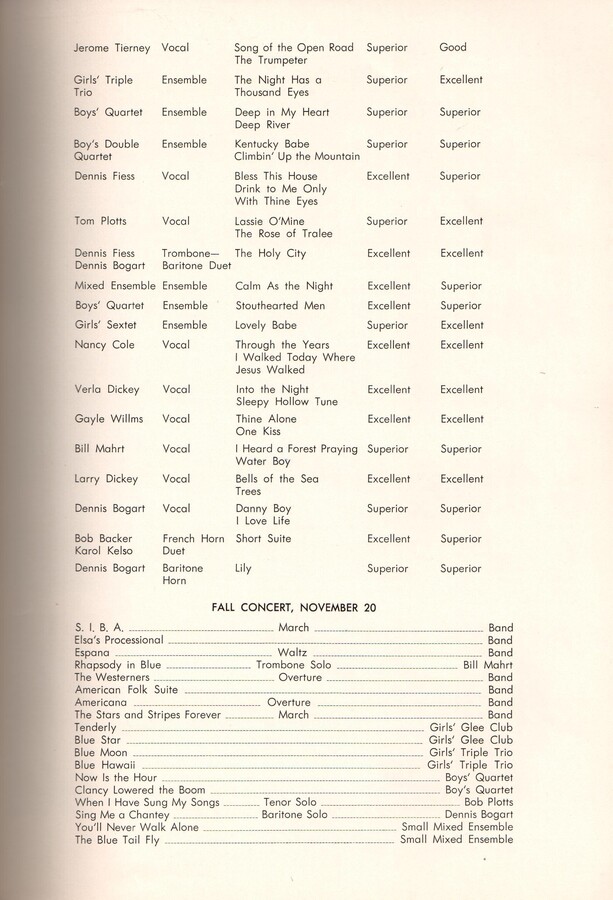 Jerome Tierney Vocal Song of the Open Road Superior Good
The Trumpeter
Girls' Triple Ensemble The Night Has a Superior Excellent
Trio Thousand Eyes
Boys' Quartet Ensemble Deep in My Heart Superior Superior
Deep River
Boy's Double Ensemble Kentucky Babe Superior Superior
Quartet Climbin' Up the Mountain
Dennis Fiess Vocal Bless This House Excellent Superior
Drink to Me Only
With Thine Eyes
Tom Plotts Vocal Lassie O'Mine Superior Excellent
The Rose of Tralee
Dennis Fiess Trombone— The Holy City Excellent Excellent
Dennis Bogart Baritone Duet
Mixed Ensemble Ensemble Calm As the Night Excellent Superior
Boys' Quartet Ensemble Stouthearted Men Excellent Superior
Girls' Sextet Ensemble Lovely Babe Superior Excellent
Nancy Cole Vocal Through the Years Excellent Excellent
I Walked Today Where
Jesus Walked
Verla Dickey Vocal Into the Night Excellent Excellent
Sleepy Hollow Tune
Gayle Willms Vocal Thine Alone Excellent Excellent
One Kiss
Bill Mahrt Vocal I Heard a Forest Praying Superior Superior
Water Boy
Larry Dickey Vocal Bells of the Sea Excellent Excellent
Trees
Dennis Bogart Vocal Danny Boy Superior Superior
I Love Life
Bob Backer French Horn Short Suite Excellent Superior
Karol Kelso Duet
Dennis Bogart Baritone Lily Superior Superior
Horn
FALL CONCERT, NOVEMBER 20
S. I. B. A. March Band
Elsa's Processional Band
Espana Waltz Band
Rhapsody in Blue Trombone Solo Bill Mahrt
The Westerners Overture Band
American Folk Suite Band
Americana Overture Band
The Stars and Stripes Forever March Band
Tenderly Girls' Glee Club
Blue Star Girls' Glee Club
Blue Moon Girls' Triple Trio
Blue Hawaii Girls' Triple Trio
Now Is the Hour Boys' Quartet
Clancy Lowered the Boom Boy's Quartet
When I Have Sung My Songs Tenor Solo Bob Plotts
Sing Me a Chantey Baritone Solo Dennis Bogart
You'll Never Walk Alone Small Mixed Ensemble
The Blue Tail Fly Small Mixed Ensemble